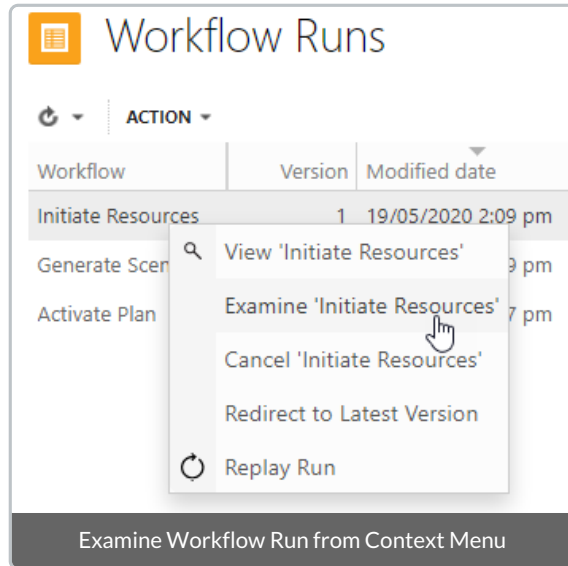 Workflow Runs
ACTION
Workflow Version Modified date
Initiate Resources 1 19/05/2020 2:09 pm
View 'Initiate Resources'
Generate Scen 9 pm
Examine 'Initiate Resources'
Activate Plan 7 pm
Cancel 'Initiate Resources'
Redirect to Latest Version
Replay Run
Examine Workflow Run from Context Menu